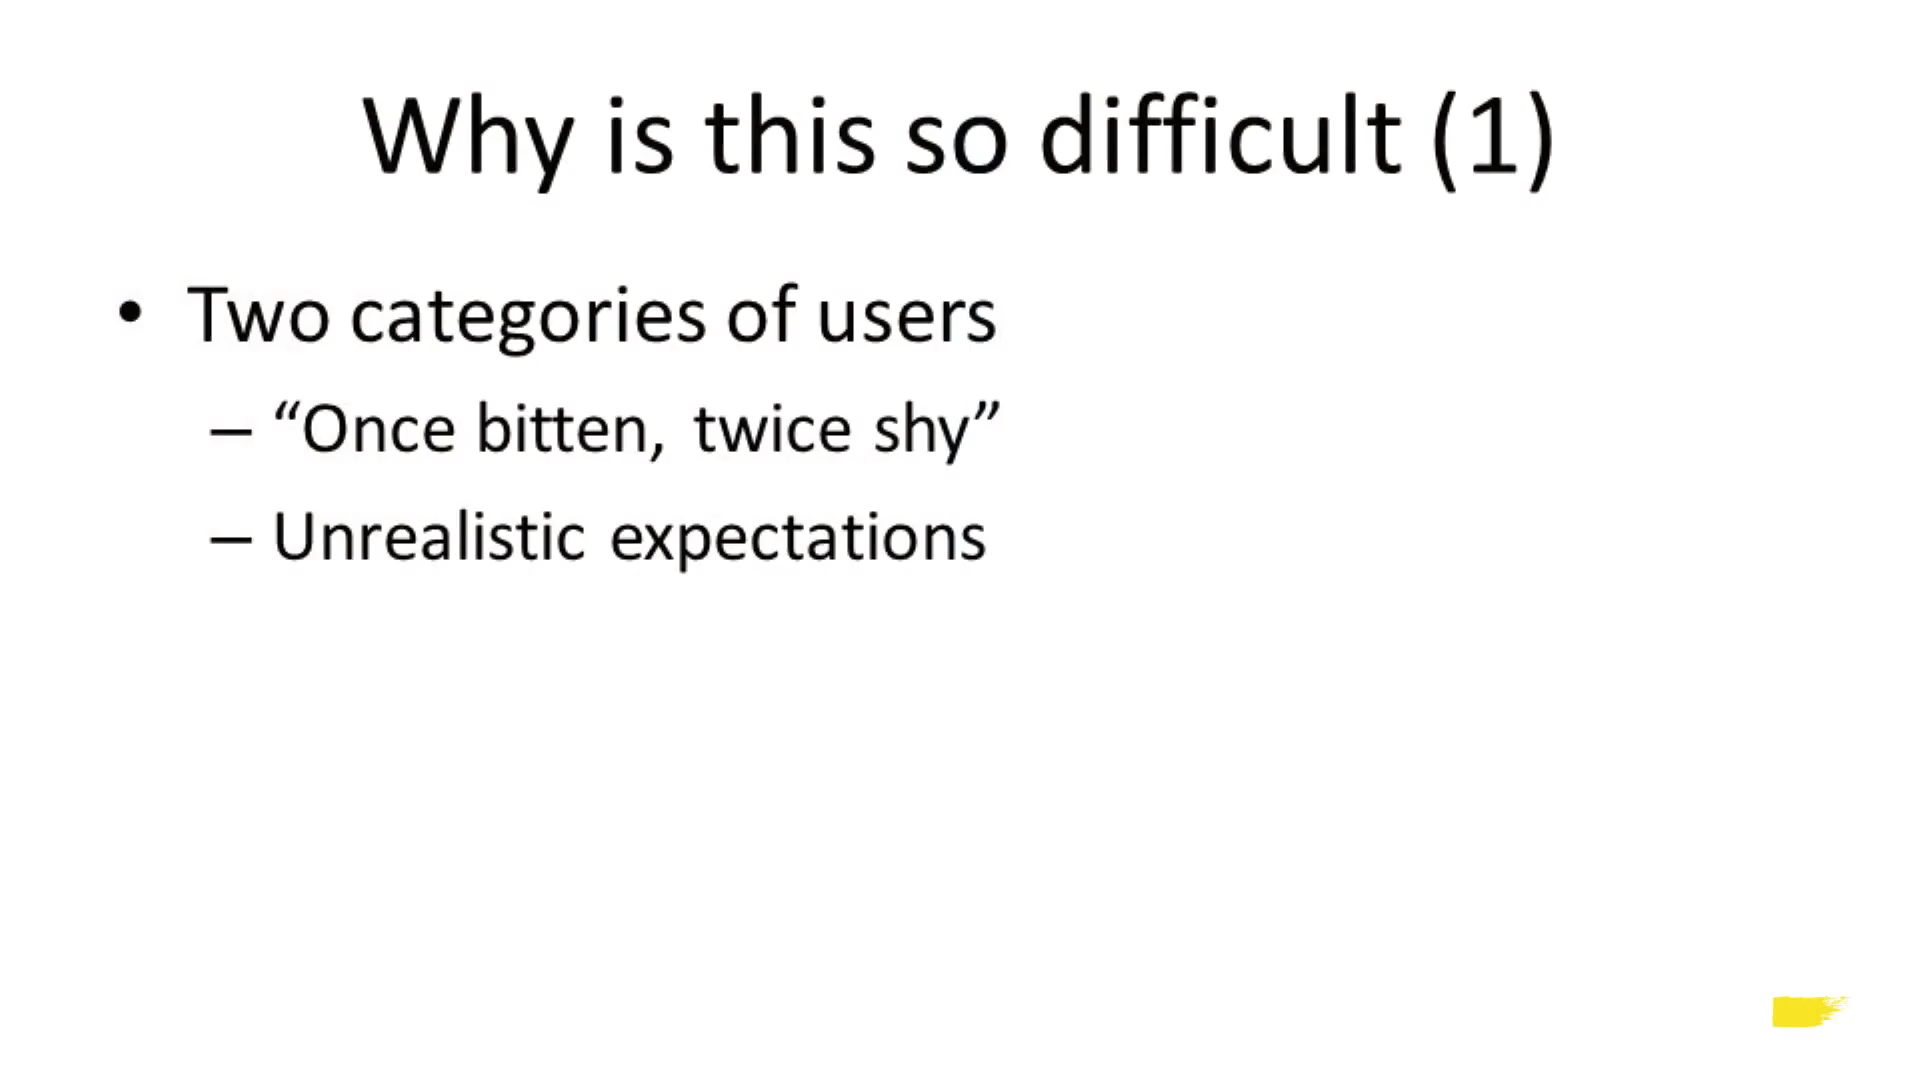 Why is this so difficult (1)
• Two categories of users
– “Once bitten, twice shy”
– Unrealistic expectations